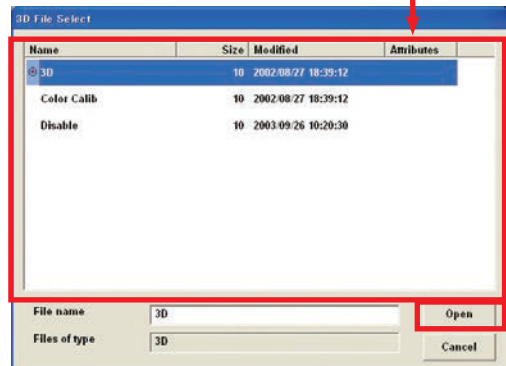 3D File Select
Name Size Modified Attributes
3D 10 2002/08/27 18:39:12
Color Calib 10 2002/08/27 18:39:12
Disable 10 2003/09/26 10:20:30
File name 3D Open
Files of type 3D Cancel